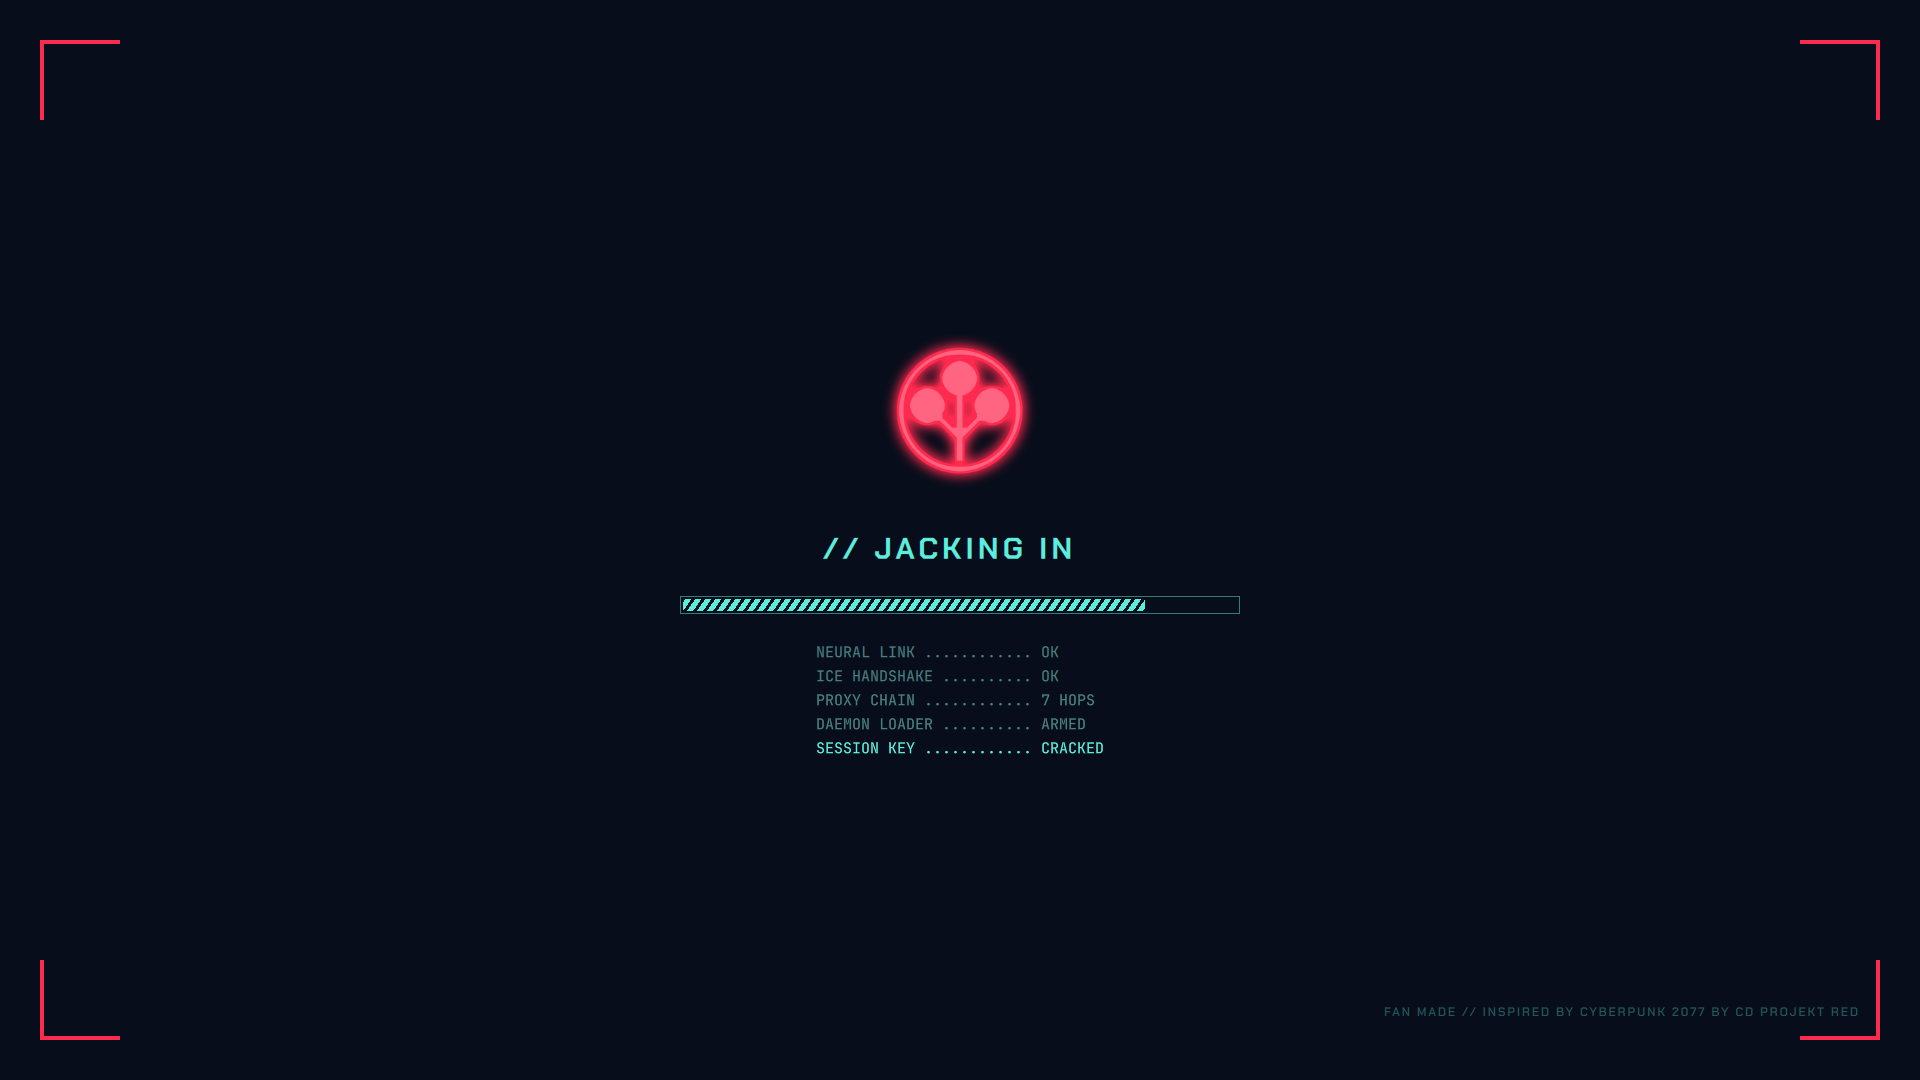 // JACKING IN
NEURAL LINK ............ OK
ICE HANDSHAKE .......... OK
PROXY CHAIN ............ 7 HOPS
DAEMON LOADER .......... ARMED
SESSION KEY ............ CRACKED
FAN MADE // INSPIRED BY CYBERPUNK 2077 BY CD PROJEKT RED